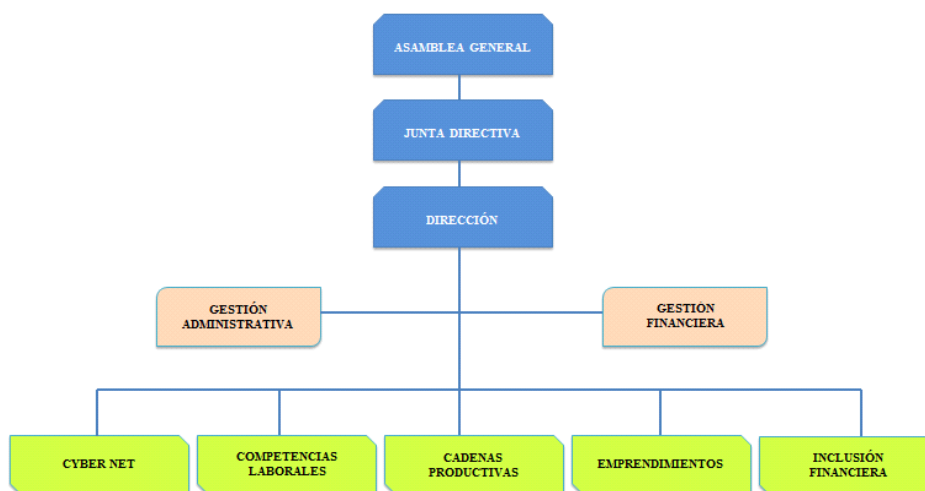 ASAMBLEA GENERAL
JUNTA DIRECTIVA
DIRECCIÓN
GESTIÓN
ADMINISTRATIVA
GESTIÓN
FINANCIERA
CYBER NET
COMPETENCIAS
LABORALES
CADENAS
PRODUCTIVAS
EMPRENDIMIENTOS
INCLUSIÓN
FINANCIERA